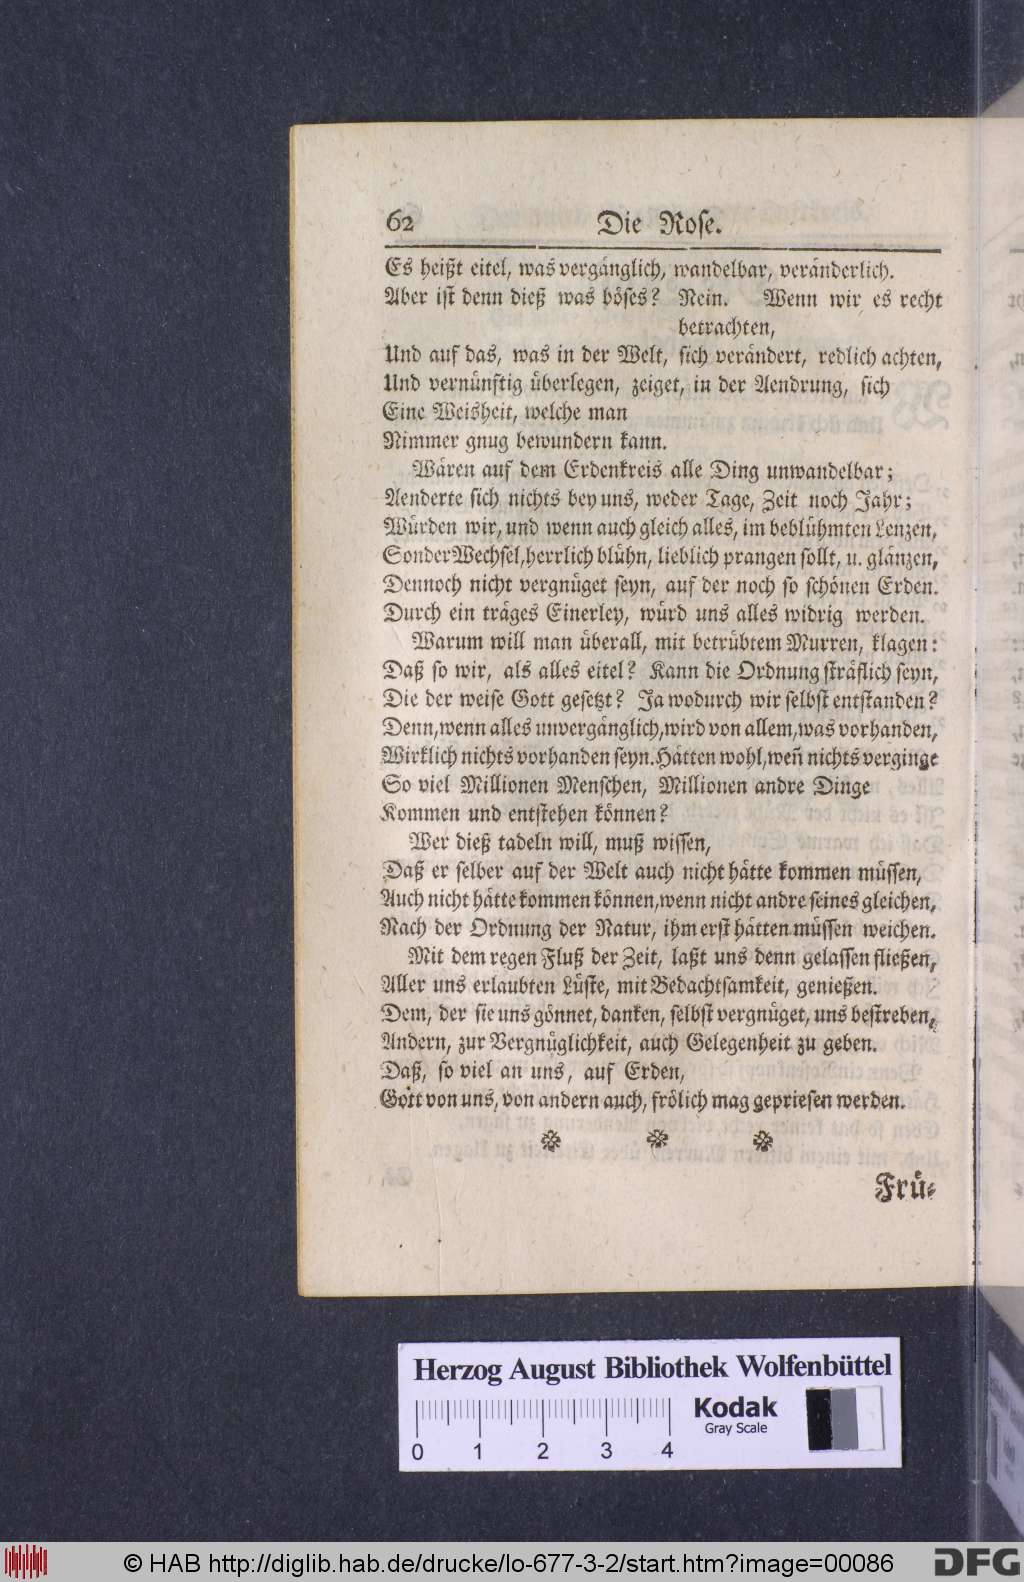 62 Die Rose.
Es heißt eitel, was vergänglich, wandelbar, veränderlich.
Aber ist denn dieß was böses? Nein. Wenn wir es recht
betrachten,
Und auf das, was in der Welt, sich verändert, redlich achten,
Und vernünftig überlegen, zeiget, in der Aendrung, sich
Eine Weisheit, welche man
Nimmer gnug bewundern kann.
Wären auf dem Erdenkreis alle Ding unwandelbar;
Aenderte sich nichts bey uns, weder Tage, Zeit noch Jahr;
Würden wir, und wenn auch gleich alles, im beblühmten Lenzen,
Sonder Wechsel, herrlich blühn, lieblich prangen sollt, u. glänzen,
Dennoch nicht vergnüget seyn, auf der noch so schönen Erden.
Durch ein träges Einerley, würd uns alles widrig werden.
Warum will man überall, mit betrübtem Murren, klagen:
Daß so wir, als alles eitel? Kann die Ordnung sträflich seyn,
Die der weise Gott gesetzt? Ja wodurch wir selbst entstanden?
Denn, wenn alles unvergänglich, wird von allem, was vorhanden,
Wirklich nichts vorhanden seyn. Hätten wohl, weñ nichts verginge
So viel Millionen Menschen, Millionen andre Dinge
Kommen und entstehen können?
Wer dieß tadeln will, muß wissen,
Daß er selber auf der Welt auch nicht hätte kommen müssen,
Auch nicht hätte kommen können, wenn nicht andre seines gleichen,
Nach der Ordnung der Natur, ihm erst hätten müssen weichen.
Mit dem regen Fluß der Zeit, laßt uns denn gelassen fließen,
Aller uns erlaubten Lüste, mit Bedachtsamkeit, genießen.
Dem, der sie uns gönnet, danken, selbst vergnüget, uns bestreben,
Andern, zur Vergnüglichkeit, auch Gelegenheit zu geben.
Daß, so viel an uns, auf Erden,
Gott von uns, von andern auch, frölich mag gepriesen werden.
Frü-
Herzog August Bibliothek Wolfenbüttel
Kodak
Gray Scale
0 1 2 3 4
© HAB http://diglib.hab.de/drucke/lo-677-3-2/start.htm?image=00086
DFG